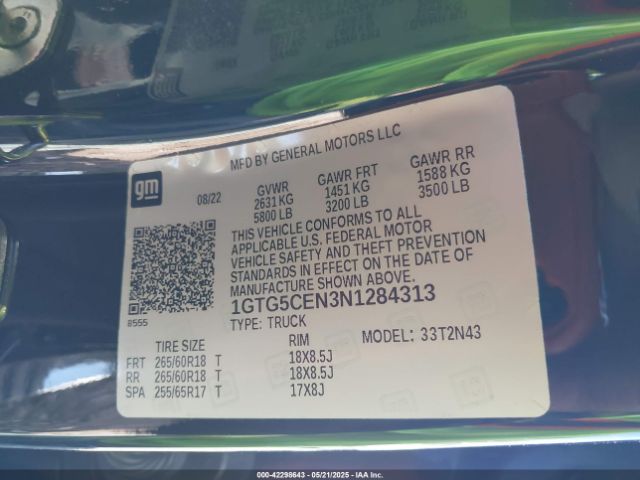 MFD BY GENERAL MOTORS LLC
gm
08/22
GVWR GAWR FRT GAWR RR
2631 KG 1451 KG 1588 KG
5800 LB 3200 LB 3500 LB
THIS VEHICLE CONFORMS TO ALL
APPLICABLE U.S. FEDERAL MOTOR
VEHICLE SAFETY AND THEFT PREVENTION
STANDARDS IN EFFECT ON THE DATE OF
MANUFACTURE SHOWN ABOVE.
8555
1GTG5CEN3N1284313
TYPE: TRUCK MODEL: 33T2N43
TIRE SIZE RIM
FRT 265/60R18 T 18X8.5J
RR 265/60R18 T 18X8.5J
SPA 255/65R17 T 17X8J
000-42298643 - 05/21/2025 - IAAI.COM